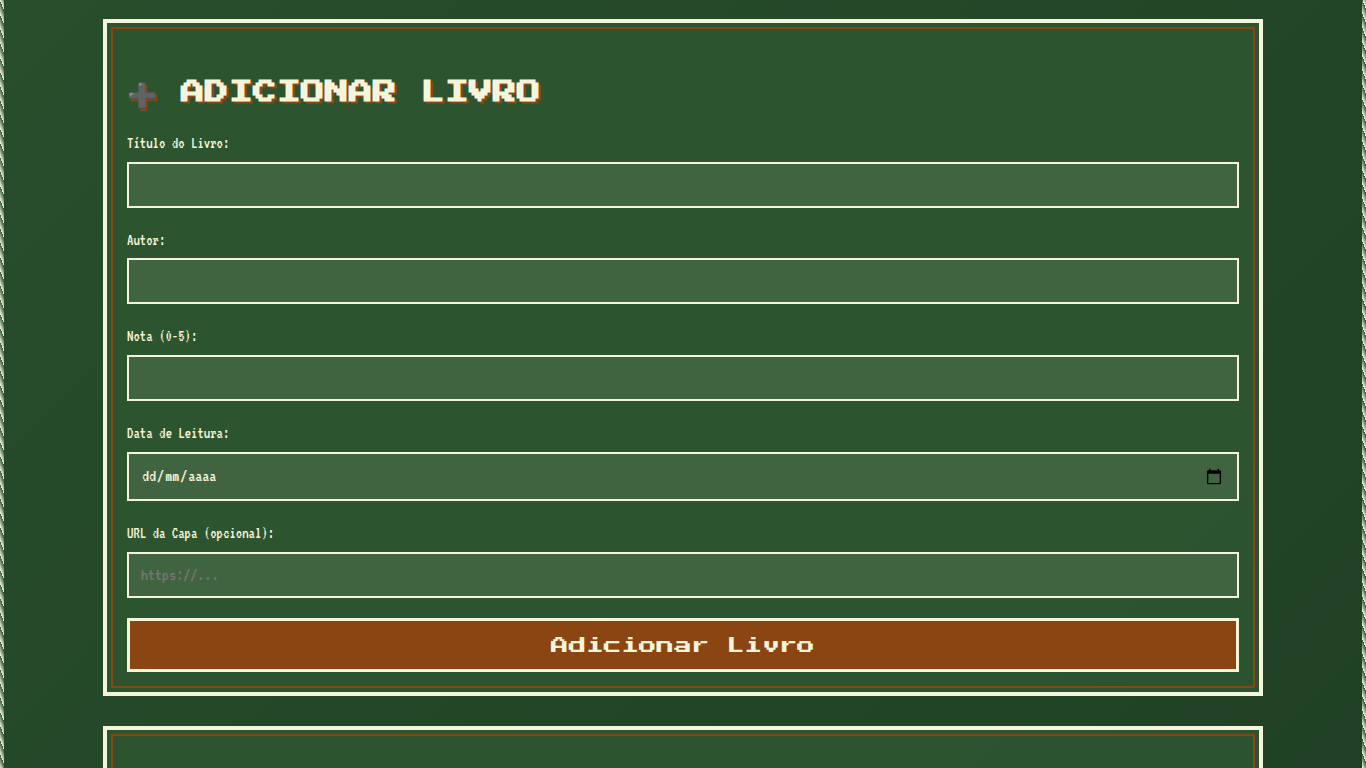 ➕ ADICIONAR LIVRO
Título do Livro:
Autor:
Nota (0-5):
Data de Leitura:
dd/mm/aaaa
URL da Capa (opcional):
https://...
Adicionar Livro